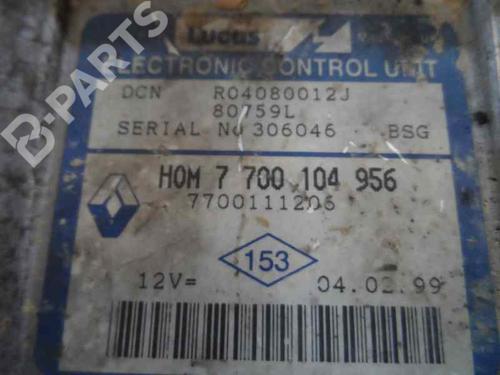 B-PARTS
Lucas
ELECTRONIC CONTROL UNIT
DCN R04080012J
80759L
SERIAL No 306046 BSG
HOM 7 700 104 956
7700111206
153
12V= 04.02.99